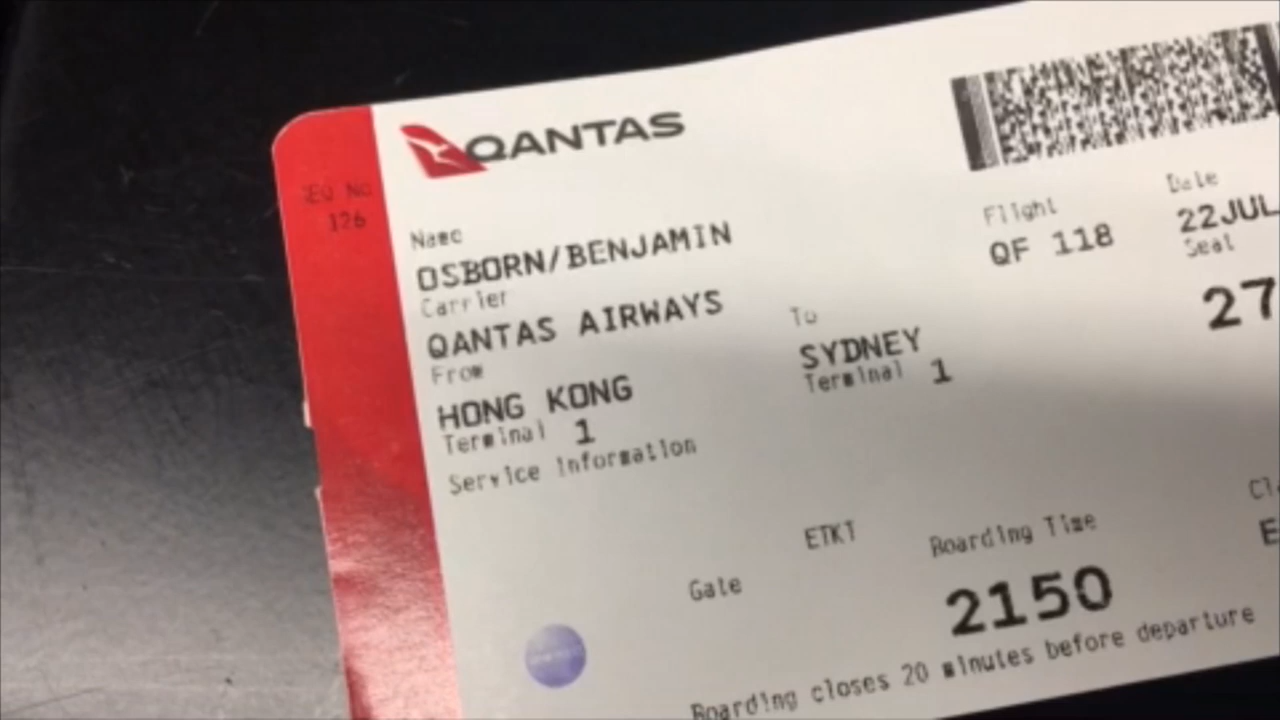 QANTAS
SEQ No
126
Name
OSBORN/BENJAMIN
Carrier
QANTAS AIRWAYS
From
HONG KONG
Terminal 1
Service Information
To
SYDNEY
Terminal 1
Flight
QF 118
Date
22JUL
Seat
27
ETKT
Gate
Boarding Time
2150
Boarding closes 20 minutes before departure